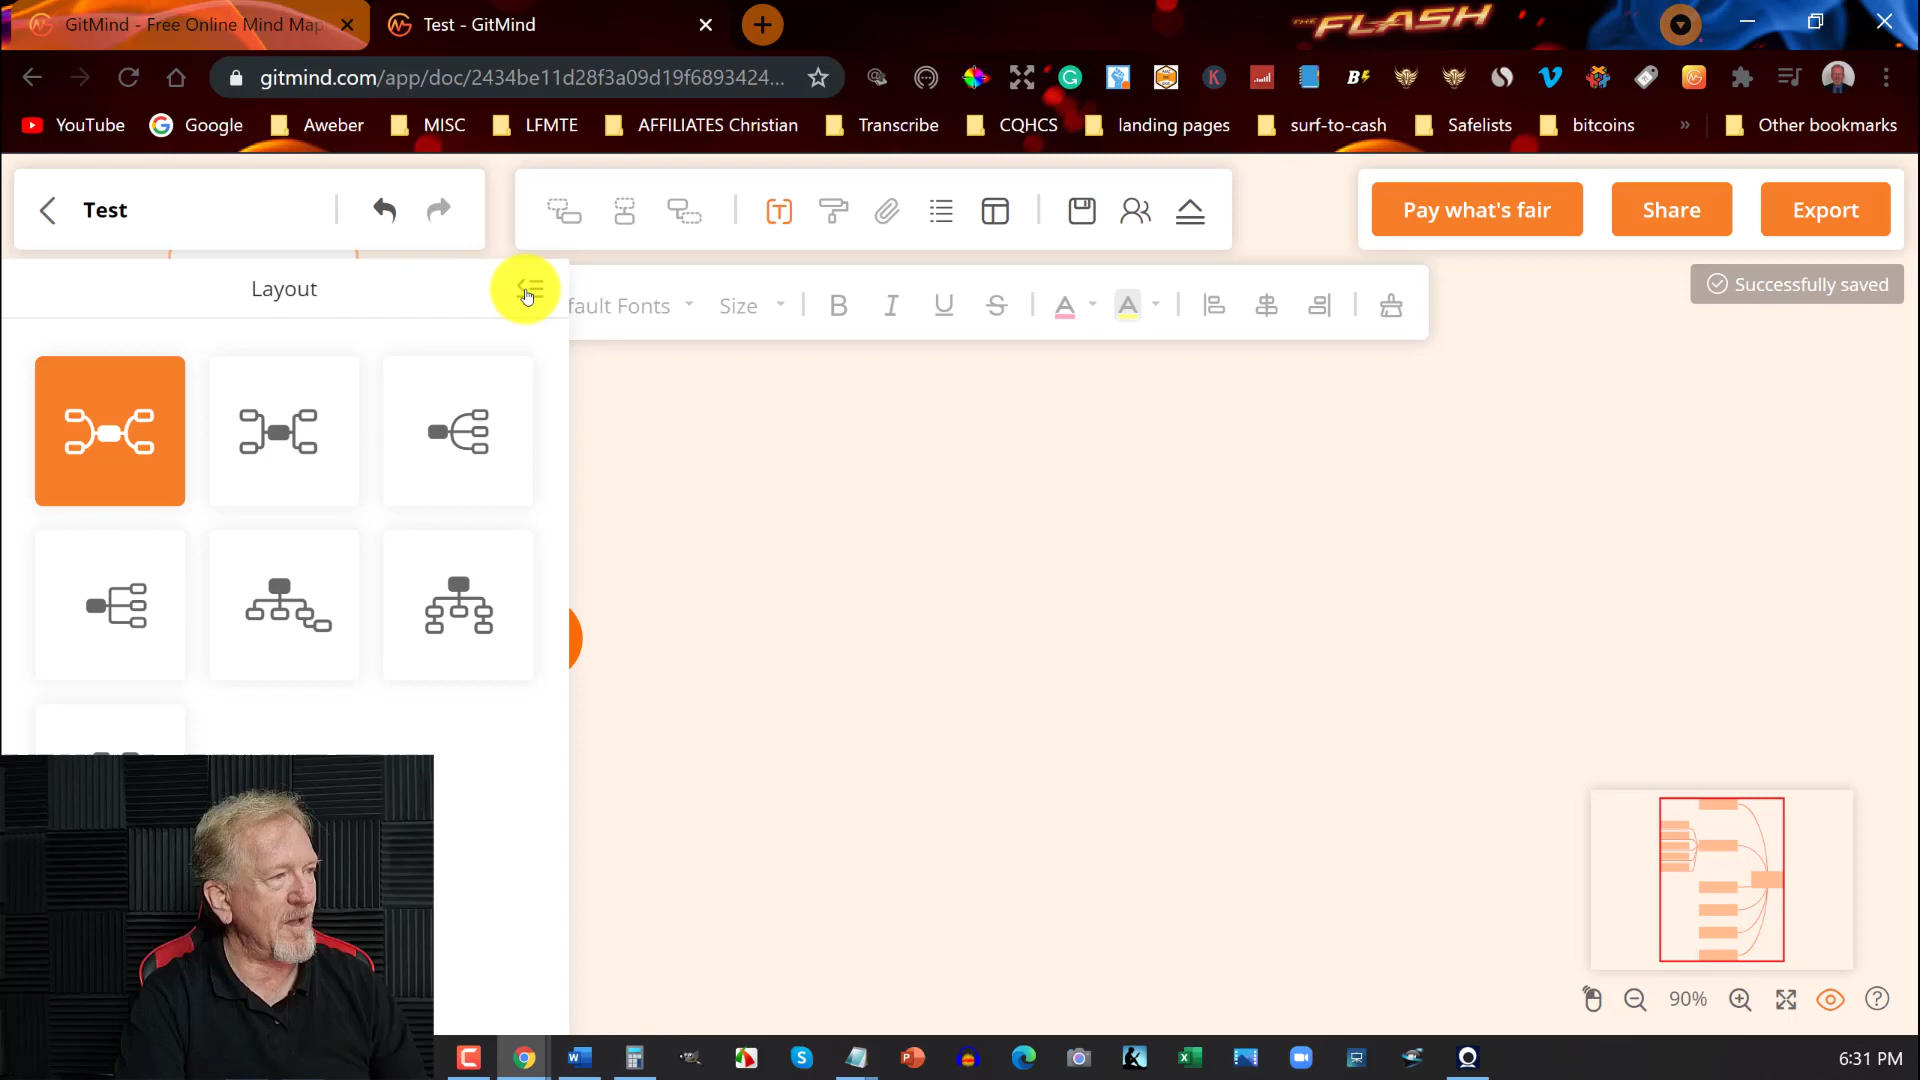 GitMind - Free Online Mind Map
Test - GitMind
THE FLASH
gitmind.com/app/doc/2434be11d28f3a09d19f6893424...
YouTube
Google
Aweber
MISC
LFMTE
AFFILIATES Christian
Transcribe
CQHCS
landing pages
surf-to-cash
Safelists
bitcoins
»
Other bookmarks
Test
Pay what's fair
Share
Export
Layout
fault Fonts
Size
B
I
U
S
A
A
Successfully saved
90%
6:31 PM